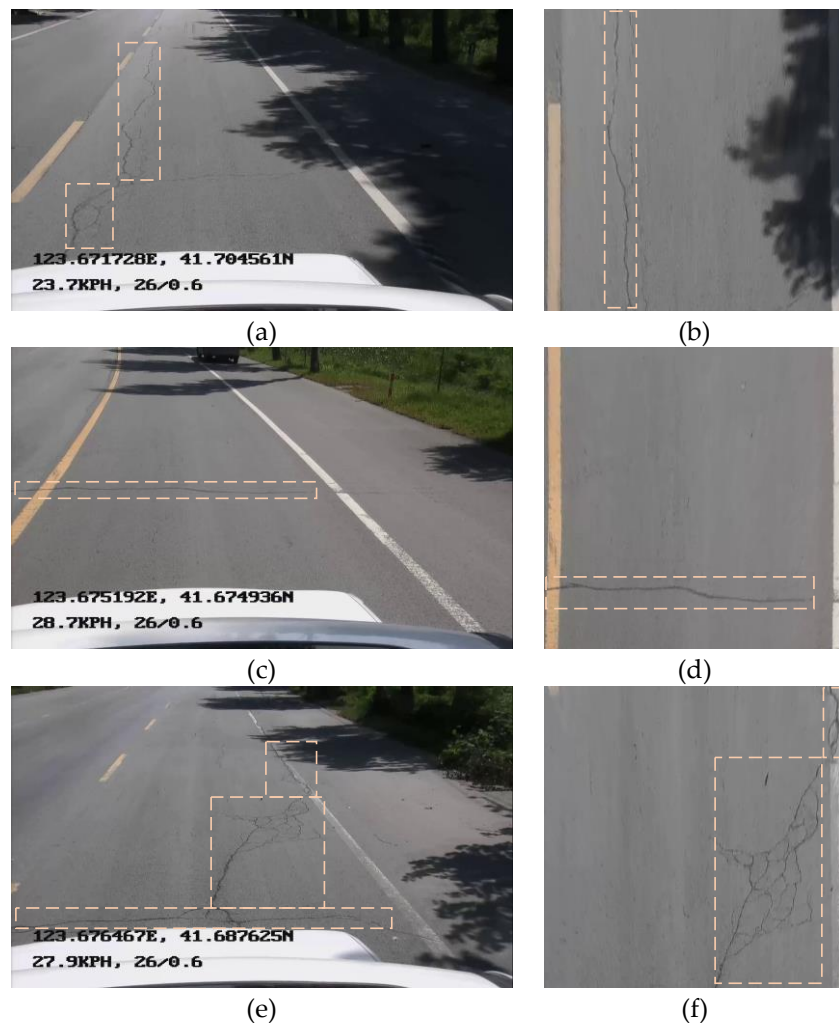 123.671728E, 41.704561N
23.7KPH, 26/0.6
(a)
(b)
123.675192E, 41.674936N
28.7KPH, 26/0.6
(c)
(d)
123.676467E, 41.687625N
27.9KPH, 26/0.6
(e)
(f)